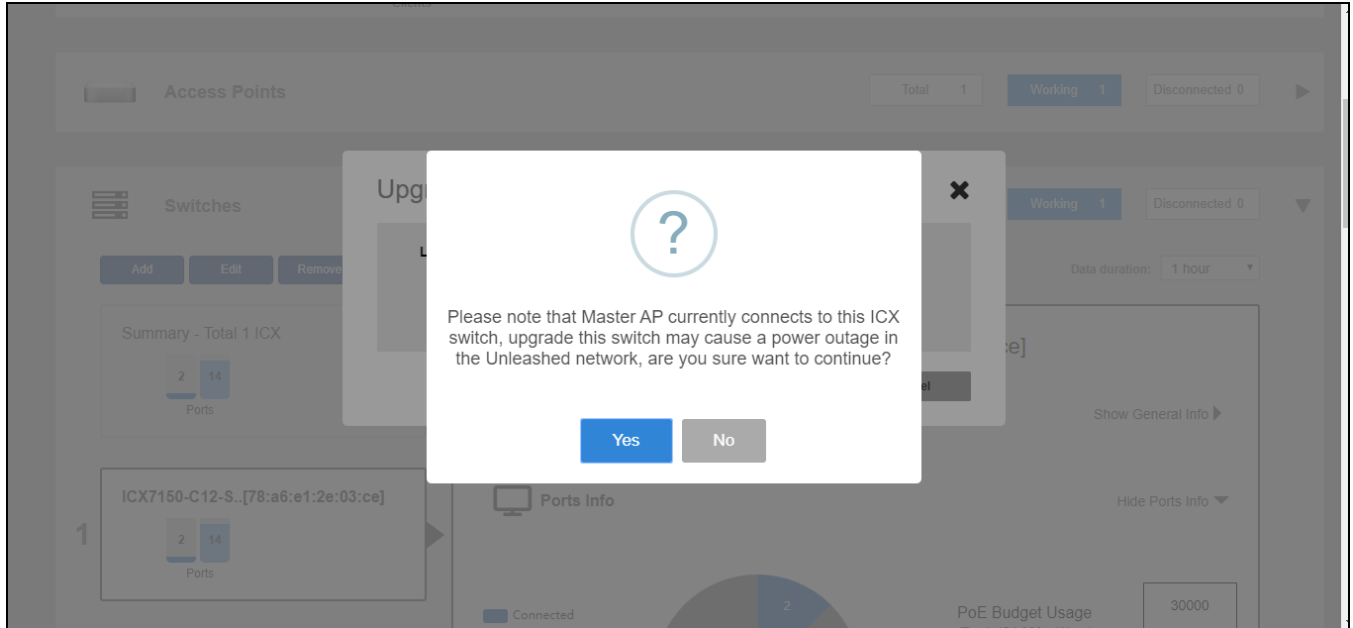 Clients
Access Points
Total 1
Working 1
Disconnected 0
Switches
Working 1
Disconnected 0
Add
Edit
Remove
Data duration: 1 hour
Upg
?
Please note that Master AP currently connects to this ICX
switch, upgrade this switch may cause a power outage in
the Unleashed network, are you sure want to continue?
Yes
No
el
Summary - Total 1 ICX
2 14
Ports
ce]
Show General Info
1
ICX7150-C12-S..[78:a6:e1:2e:03:ce]
2 14
Ports
Ports Info
Hide Ports Info
Connected
2
PoE Budget Usage
30000